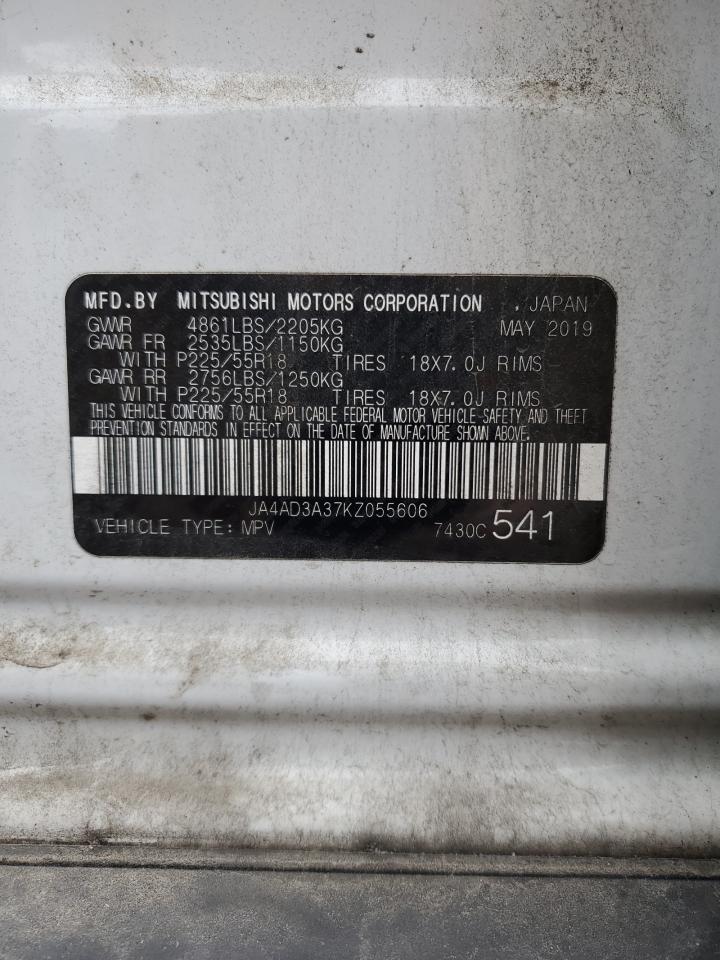 MFD.BY MITSUBISHI MOTORS CORPORATION , JAPAN
GVWR 4861LBS/2205KG MAY 2019
GAWR FR 2535LBS/1150KG
WITH P225/55R18 TIRES 18X7.0J RIMS -
GAWR RR 2756LBS/1250KG
WITH P225/55R18 TIRES 18X7.0J RIMS -
THIS VEHICLE CONFORMS TO ALL APPLICABLE FEDERAL MOTOR VEHICLE SAFETY AND THEFT
PREVENTION STANDARDS IN EFFECT ON THE DATE OF MANUFACTURE SHOWN ABOVE.
JA4AD3A37KZ055606
VEHICLE TYPE: MPV 7430C 541